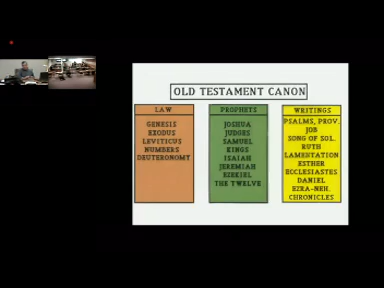 OLD TESTAMENT CANON
LAW
GENESIS
EXODUS
LEVITICUS
NUMBERS
DEUTERONOMY
PROPHETS
JOSHUA
JUDGES
SAMUEL
KINGS
ISAIAH
JEREMIAH
EZEKIEL
THE TWELVE
WRITINGS
PSALMS, PROV.
JOB
SONG OF SOL.
RUTH
LAMENTATION
ESTHER
ECCLESIASTES
DANIEL
EZRA-NEH.
CHRONICLES